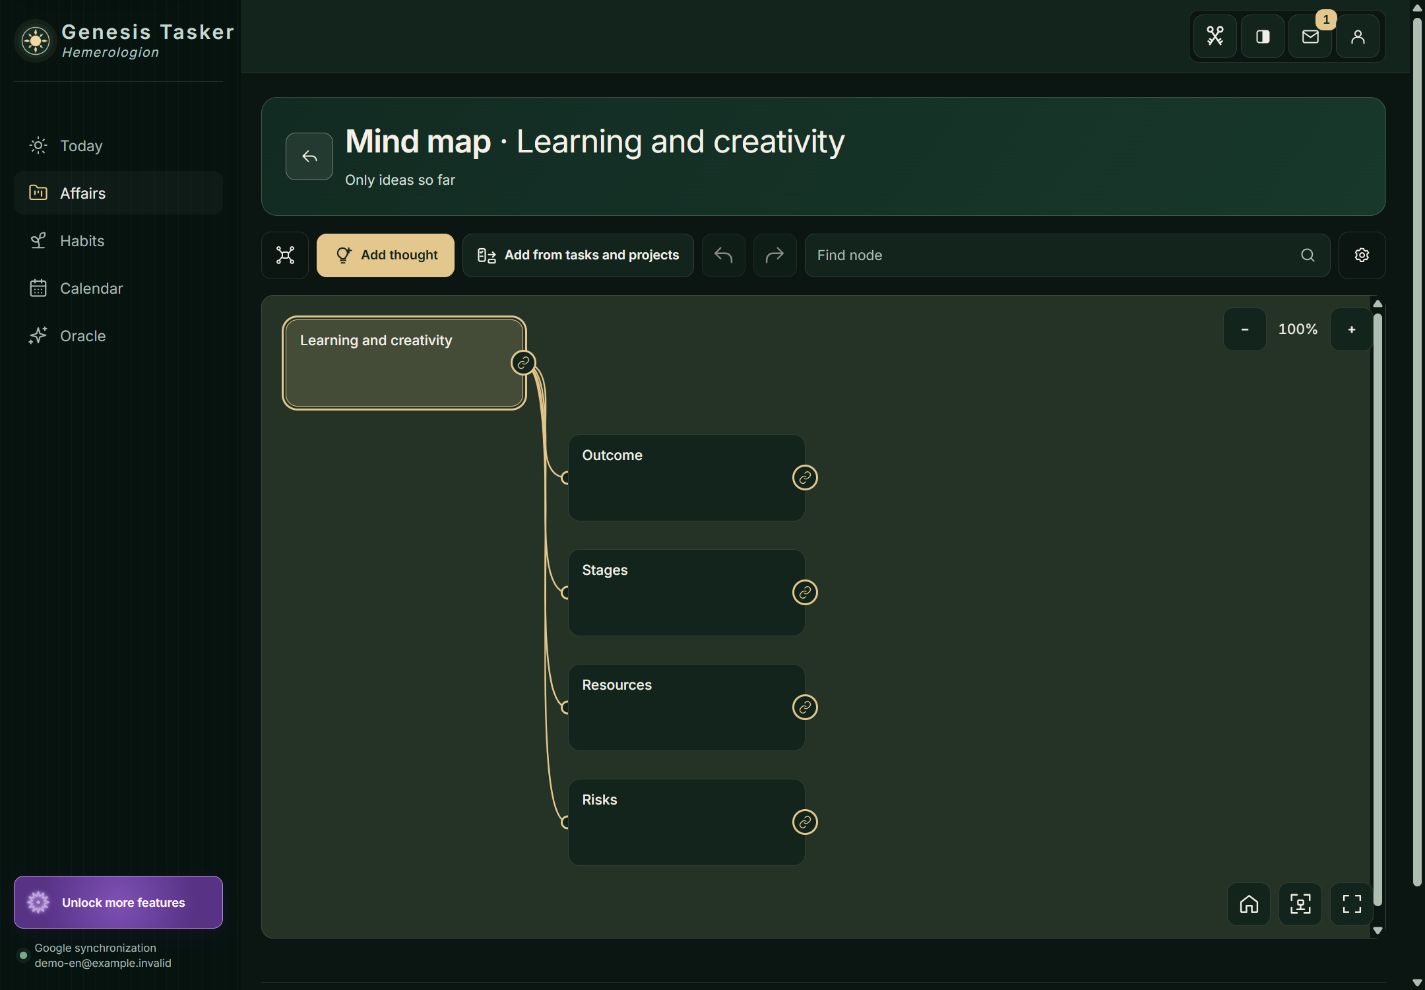 Genesis Tasker
Hemerologion
1
Today
Affairs
Habits
Calendar
Oracle
Mind map · Learning and creativity
Only ideas so far
Add thought
Add from tasks and projects
Find node
Learning and creativity
− 100% +
Outcome
Stages
Resources
Risks
Unlock more features
Google synchronization
demo-en@example.invalid